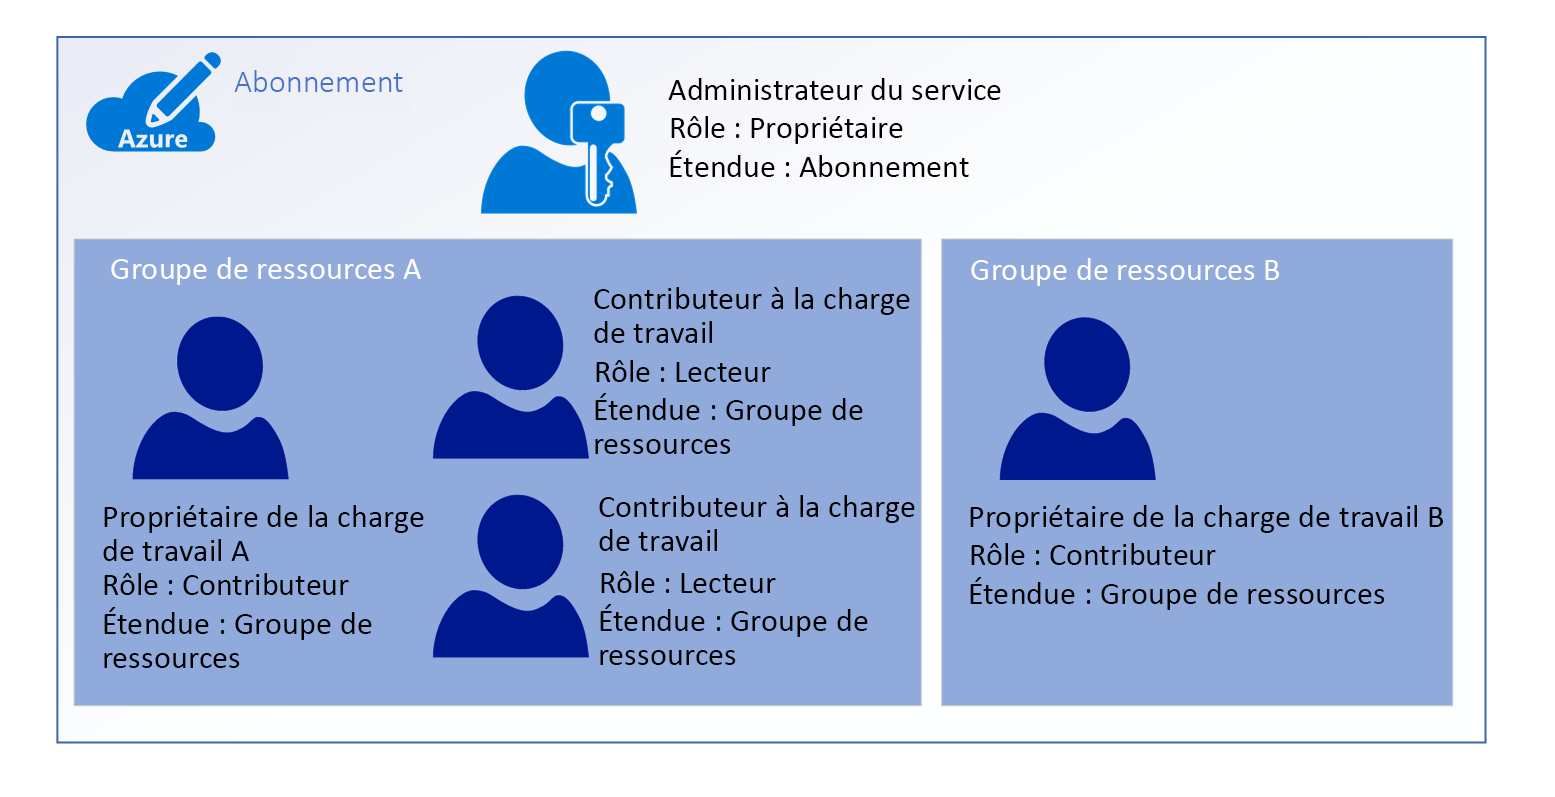 Azure
Abonnement
Administrateur du service
Rôle : Propriétaire
Étendue : Abonnement
Groupe de ressources A
Contributeur à la charge
de travail
Rôle : Lecteur
Étendue : Groupe de
ressources
Propriétaire de la charge
de travail A
Rôle : Contributeur
Étendue : Groupe de
ressources
Contributeur à la charge
de travail
Rôle : Lecteur
Étendue : Groupe de
ressources
Groupe de ressources B
Propriétaire de la charge de travail B
Rôle : Contributeur
Étendue : Groupe de ressources